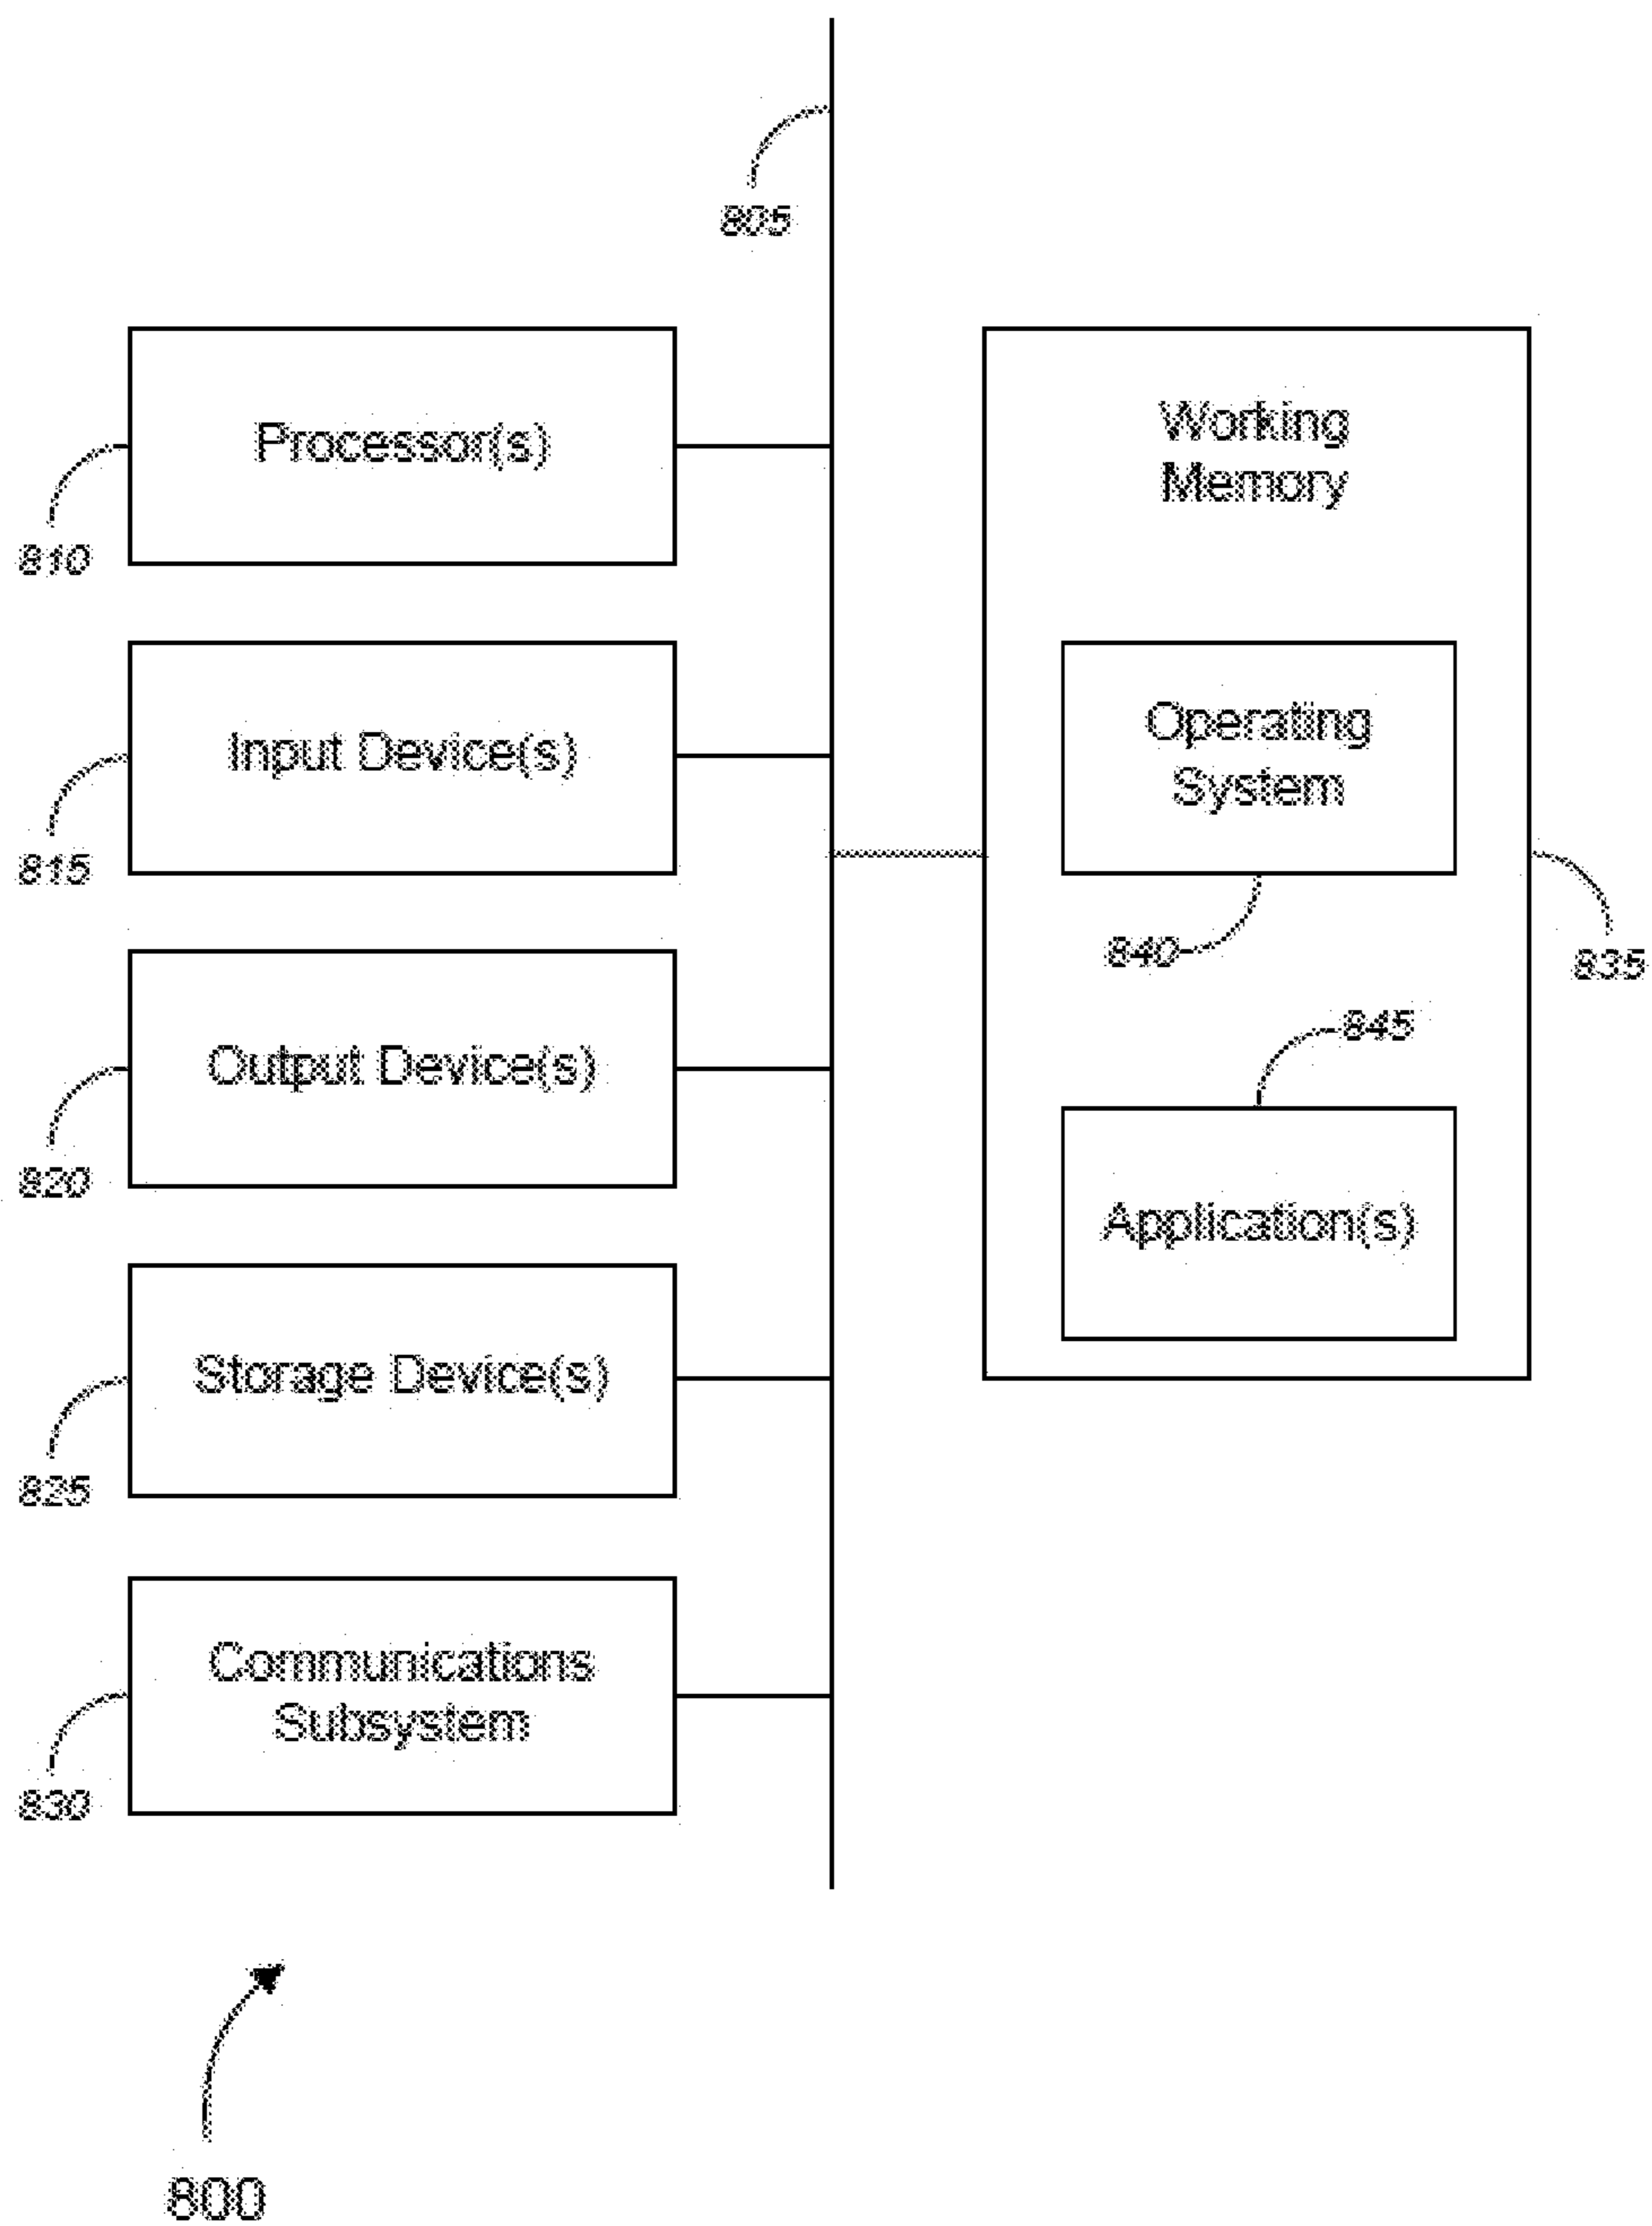 805
Processor(s)
810
Input Device(s)
815
Output Device(s)
820
Storage Device(s)
825
Communications
Subsystem
830
Working
Memory
Operating
System
840
835
845
Application(s)
800